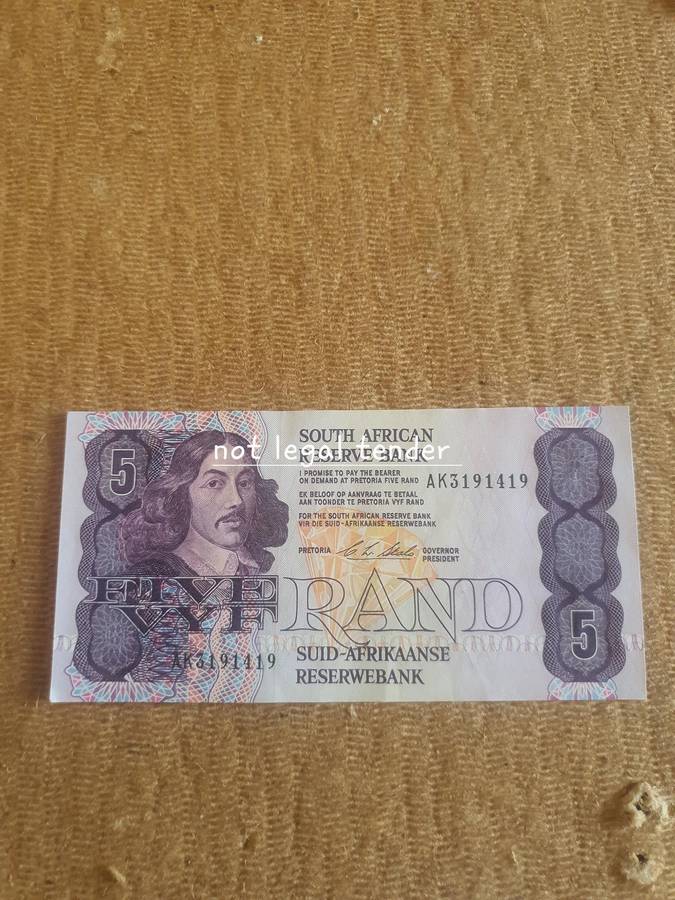 5
not legal tender
SOUTH AFRICAN
RESERVE BANK
I PROMISE TO PAY THE BEARER
ON DEMAND AT PRETORIA FIVE RAND
AK3191419
EK BELOOF OP AANVRAAG TE BETAAL
AAN TOONDER TE PRETORIA VYF RAND
FOR THE SOUTH AFRICAN RESERVE BANK
VIR DIE SUID-AFRIKAANSE RESERWEBANK
PRETORIA
GOVERNOR
PRESIDENT
FIVE
VYF
RAND
5
AK3191419
SUID-AFRIKAANSE
RESERWEBANK